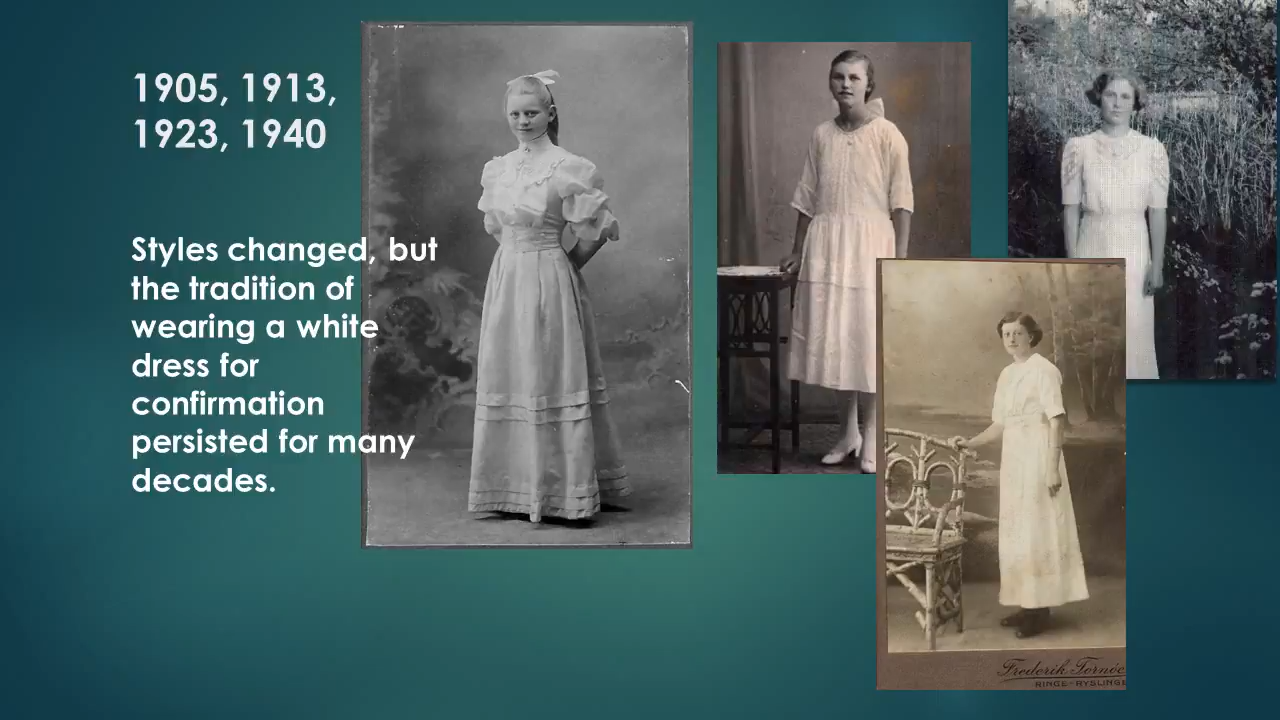 1905, 1913,
1923, 1940
Styles changed, but
the tradition of
wearing a white
dress for
confirmation
persisted for many
decades.
Frederik Tornöe
RINGE-RYSLINGE